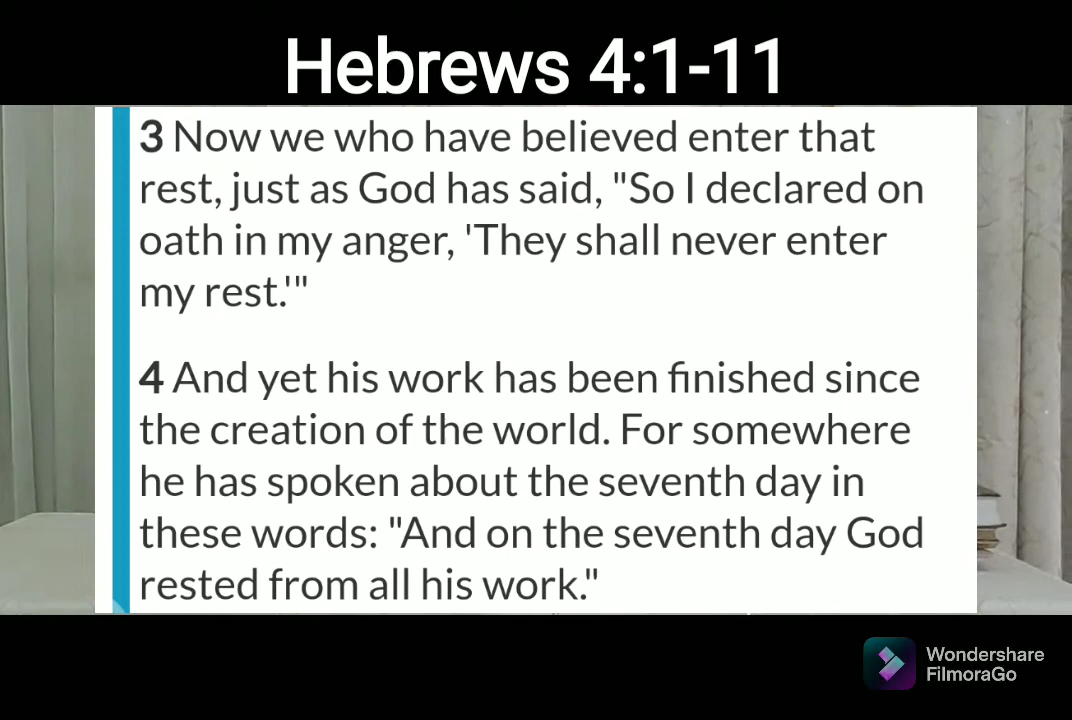 Hebrews 4:1-11
3 Now we who have believed enter that
rest, just as God has said, "So I declared on
oath in my anger, 'They shall never enter
my rest.'"
4 And yet his work has been finished since
the creation of the world. For somewhere
he has spoken about the seventh day in
these words: "And on the seventh day God
rested from all his work."
Wondershare
FilmoraGo